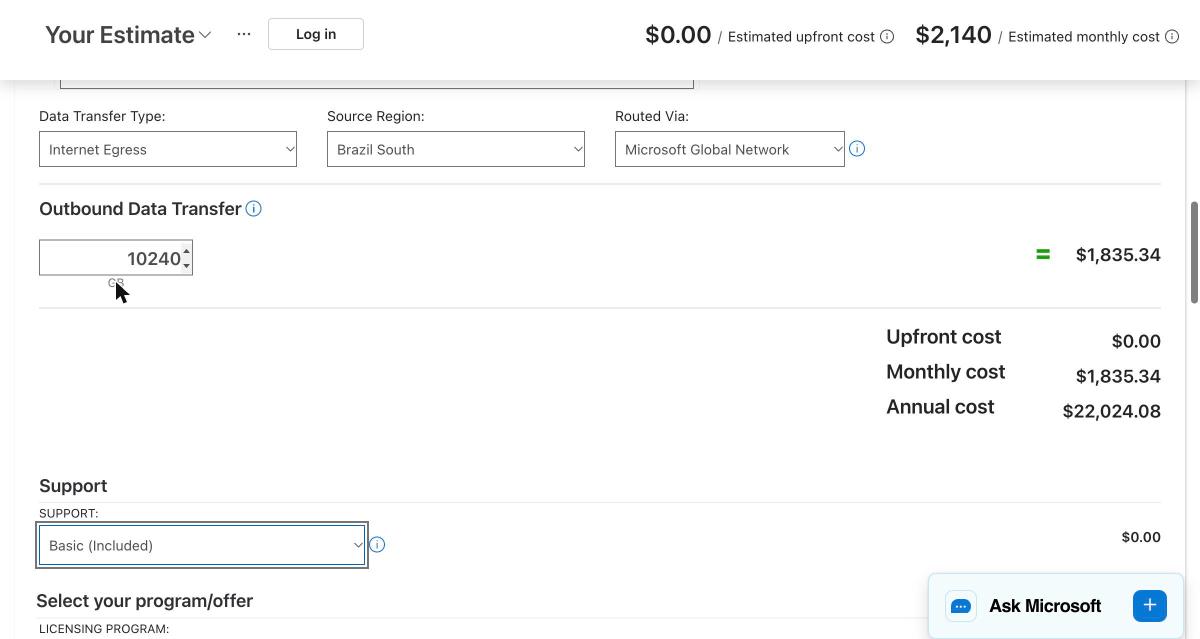 Your Estimate ... Log in $0.00 / Estimated upfront cost $2,140 / Estimated monthly cost
Data Transfer Type: Source Region: Routed Via:
Internet Egress Brazil South Microsoft Global Network
Outbound Data Transfer
10240 = $1,835.34
GB
Upfront cost $0.00
Monthly cost $1,835.34
Annual cost $22,024.08
Support
SUPPORT:
Basic (Included) $0.00
Select your program/offer
Ask Microsoft +
LICENSING PROGRAM: